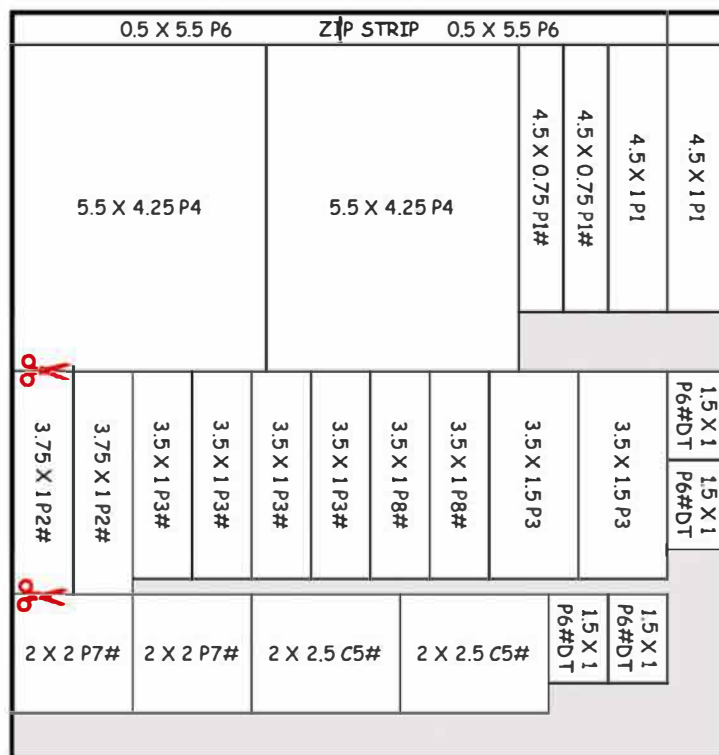 0.5 X 5.5 P6
ZIP STRIP
0.5 X 5.5 P6
5.5 X 4.25 P4
5.5 X 4.25 P4
4.5 X 0.75 P1#
4.5 X 0.75 P1#
4.5 X 1 P1
4.5 X 1 P1
3.75 X 1 P2#
3.75 X 1 P2#
3.5 X 1 P3#
3.5 X 1 P3#
3.5 X 1 P3#
3.5 X 1 P3#
3.5 X 1 P8#
3.5 X 1 P8#
3.5 X 1.5 P3
3.5 X 1.5 P3
1.5 X 1
P6#DT
1.5 X 1
P6#DT
2 X 2 P7#
2 X 2 P7#
2 X 2.5 C5#
2 X 2.5 C5#
1.5 X 1
P6#DT
1.5 X 1
P6#DT